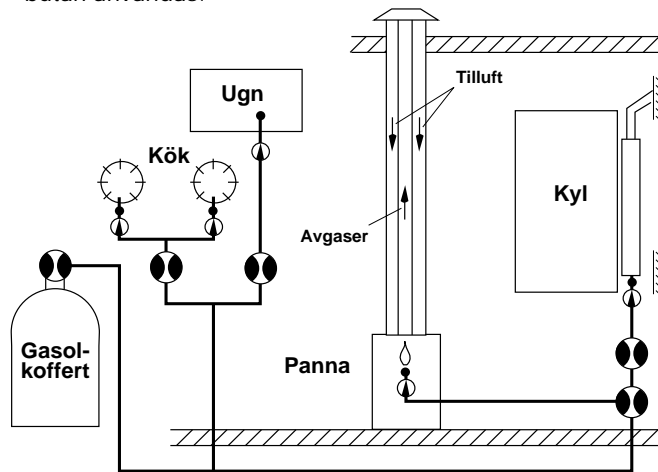 Tilluft
Ugn
Kök
Kyl
Avgaser
Gasol-
koffert
Panna